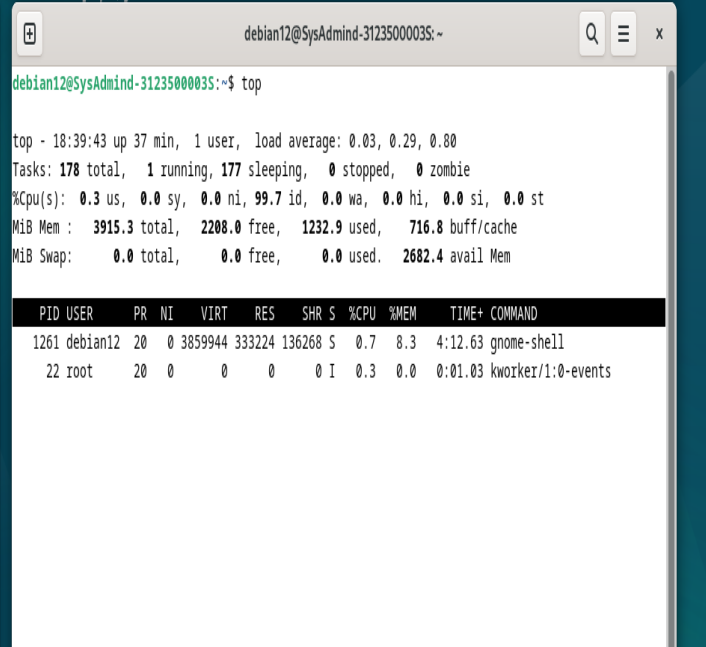 debian12@SysAdmind-3123500003S: ~
debian12@SysAdmind-3123500003S:~$ top
top - 18:39:43 up 37 min,  1 user,  load average: 0.03, 0.29, 0.80
Tasks: 178 total,   1 running, 177 sleeping,   0 stopped,   0 zombie
%Cpu(s):  0.3 us,  0.0 sy,  0.0 ni, 99.7 id,  0.0 wa,  0.0 hi,  0.0 si,  0.0 st
MiB Mem :   3915.3 total,   2208.0 free,   1232.9 used,    716.8 buff/cache
MiB Swap:      0.0 total,      0.0 free,      0.0 used.   2682.4 avail Mem
PID USER      PR  NI    VIRT    RES    SHR S  %CPU  %MEM     TIME+ COMMAND
1261 debian12  20   0 3859944 333224 136268 S   0.7   8.3   4:12.63 gnome-shell
22 root      20   0       0      0      0 I   0.3   0.0   0:01.03 kworker/1:0-events